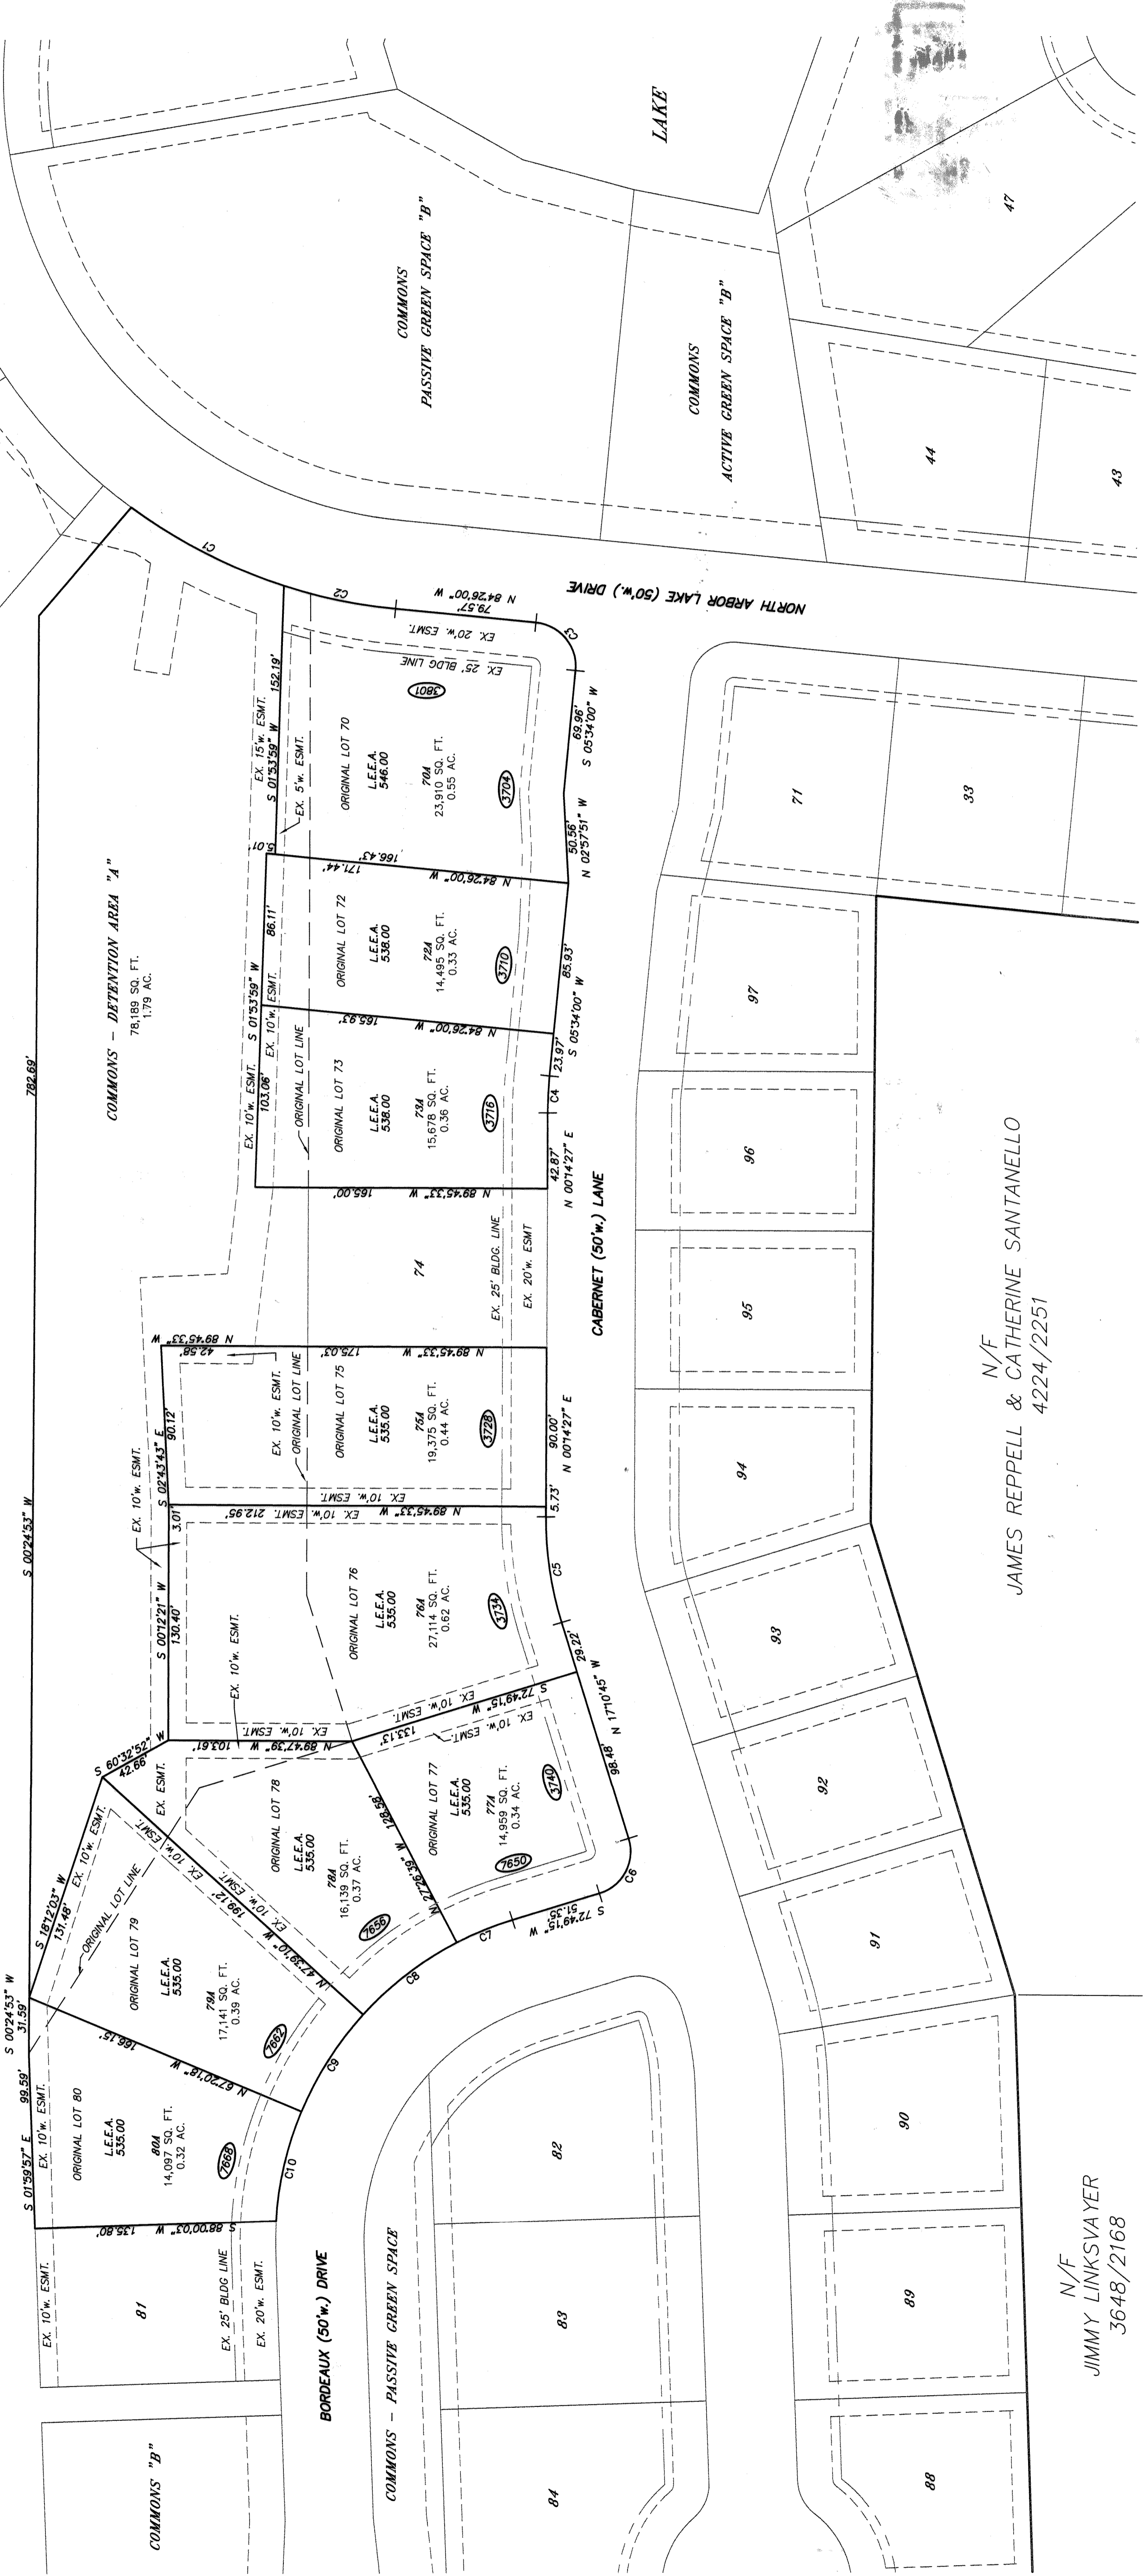 LAKE
COMMONS
PASSIVE GREEN SPACE "B"
COMMONS
ACTIVE GREEN SPACE "B"
47
44
43
C1
C2
N 84°26'00" W
79.57'
C3
NORTH ARBOR LAKE (50'w.) DRIVE
782.69'
S 00°24'53" W
COMMONS - DETENTION AREA "A"
78,189 SQ. FT.
1.79 AC.
EX. 15'w. ESMT.
S 01°53'59" W
152.19'
EX. 5'w. ESMT.
EX. 20'w. ESMT.
EX. 25' BLDG LINE
3801
ORIGINAL LOT 70
L.E.E.A.
546.00
70A
23,910 SQ. FT.
0.55 AC.
3704
69.96'
S 05°34'00" W
50.56'
N 02°57'51" W
5.01'
166.43'
171.44'
N 84°26'00" W
86.11'
S 01°53'59" W
EX. 10'w. ESMT.
ORIGINAL LOT 72
L.E.E.A.
538.00
72A
14,495 SQ. FT.
0.33 AC.
3710
85.93'
S 05°34'00" W
165.93'
N 84°26'00" W
EX. 10'w. ESMT.
103.06'
ORIGINAL LOT LINE
ORIGINAL LOT 73
L.E.E.A.
538.00
73A
15,678 SQ. FT.
0.36 AC.
3716
23.97'
C4
42.87'
N 00°14'27" E
165.00'
N 89°45'33" W
74
EX. 25' BLDG. LINE
EX. 20'w. ESMT
CABERNET (50'w.) LANE
N 89°45'33" W
42.58'
175.03'
N 89°45'33" W
EX. 10'w. ESMT.
ORIGINAL LOT LINE
ORIGINAL LOT 75
L.E.E.A.
535.00
75A
19,375 SQ. FT.
0.44 AC.
3728
90.00'
N 00°14'27" E
90.12'
S 02°43'43" E
EX. 10'w. ESMT.
3.01'
EX. 10'w. ESMT.
EX. 10'w. ESMT.
212.95'
N 89°45'33" W
5.73'
C5
S 00°12'21" W
130.40'
ORIGINAL LOT 76
L.E.E.A.
535.00
76A
27,114 SQ. FT.
0.62 AC.
3734
29.22'
N 17°10'45" W
98.48'
EX. 10'w. ESMT.
EX. 10'w. ESMT.
103.61'
N 89°47'39" W
EX. 10'w. ESMT.
S 72°49'15" W
133.13'
EX. 10'w. ESMT.
S 60°32'52" W
42.66'
EX. ESMT.
ORIGINAL LOT 77
L.E.E.A.
535.00
77A
14,959 SQ. FT.
0.34 AC.
3740
7650
C6
51.35'
S 72°49'15" W
C7
128.58'
N 27°26'39" W
ORIGINAL LOT 78
L.E.E.A.
535.00
78A
16,139 SQ. FT.
0.37 AC.
7656
C8
EX. 10'w. ESMT.
EX. 10'w. ESMT.
199.12'
N 47°39'10" W
S 18°12'03" W
131.48'
EX. 10'w. ESMT.
ORIGINAL LOT LINE
ORIGINAL LOT 79
L.E.E.A.
535.00
79A
17,141 SQ. FT.
0.39 AC.
7662
C9
S 00°24'53" W
31.59'
166.15'
N 67°20'18" W
99.59'
S 01°59'57" E
EX. 10'w. ESMT.
ORIGINAL LOT 80
L.E.E.A.
535.00
80A
14,097 SQ. FT.
0.32 AC.
7668
C10
135.80'
S 88°00'03" W
EX. 10'w. ESMT.
81
EX. 25' BLDG LINE
EX. 20'w. ESMT.
BORDEAUX (50'w.) DRIVE
COMMONS "B"
COMMONS - PASSIVE GREEN SPACE
82
83
84
71
33
97
96
95
94
93
92
91
90
89
88
N/F
JAMES REPPELL & CATHERINE SANTANELLO
4224/2251
N/F
JIMMY LINKSVAYER
3648/2168